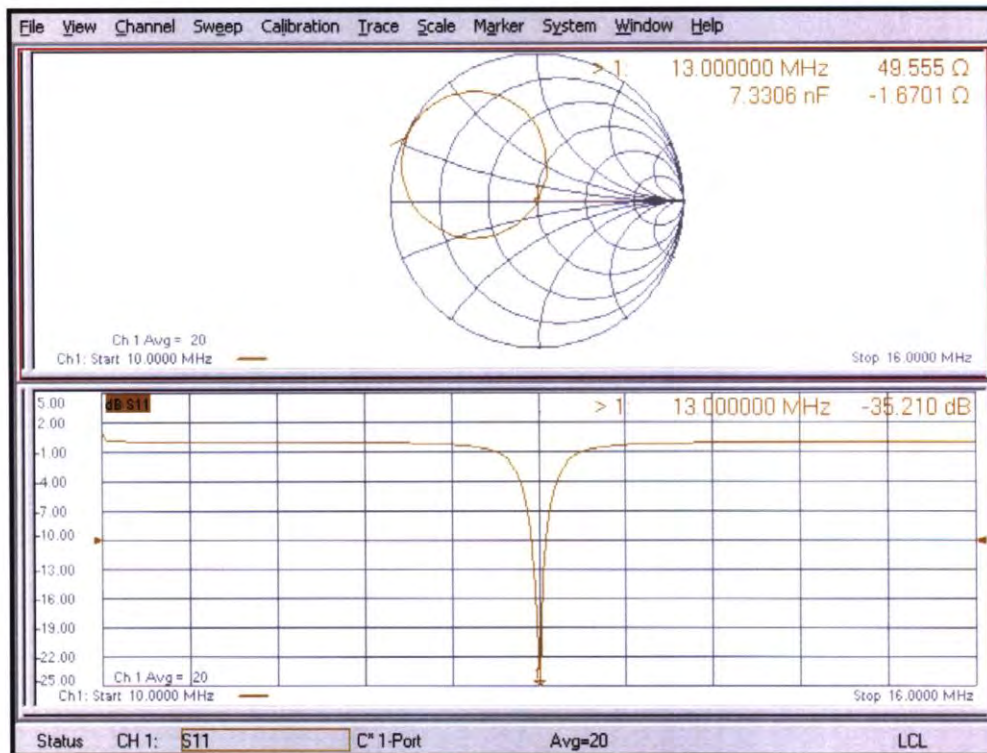 File View Channel Sweep Calibration Trace Scale Marker System Window Help
> 1: 13.000000 MHz 49.555 Ω
7.3306 nF -1.6701 Ω
Ch 1 Avg = 20
Ch1: Start 10.0000 MHz
Stop 16.0000 MHz
5.00
dB S11
> 1: 13.000000 MHz -35.210 dB
2.00
-1.00
-4.00
-7.00
-10.00
-13.00
-16.00
-19.00
-22.00
-25.00
Ch 1 Avg = 20
Ch1: Start 10.0000 MHz
Stop 16.0000 MHz
Status CH 1: S11 C* 1-Port Avg=20 LCL